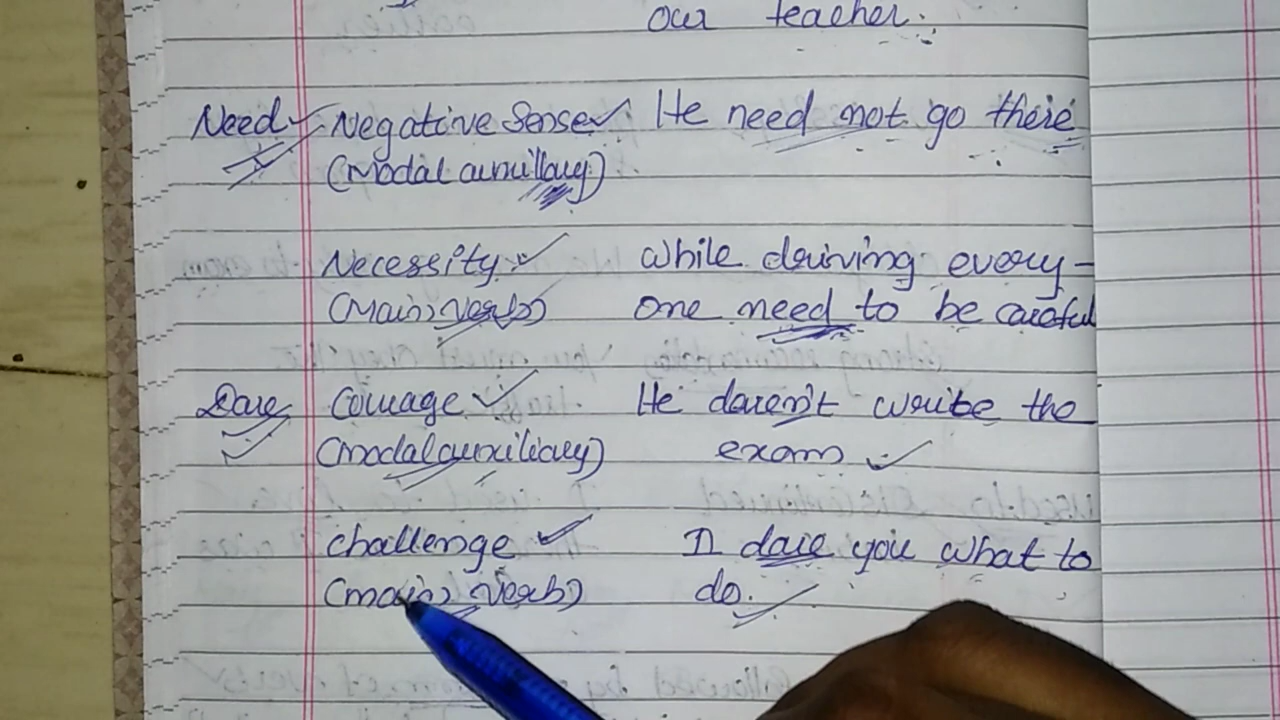 our teacher.
Need Negative Sense He need not go there
(Modal auxillary)
Necessity While driving every-
(Main verb) one need to be careful
Dare Courage He daren't write the
(modal auxiliary) exam
challenge I dare you what to
(main verb) do.